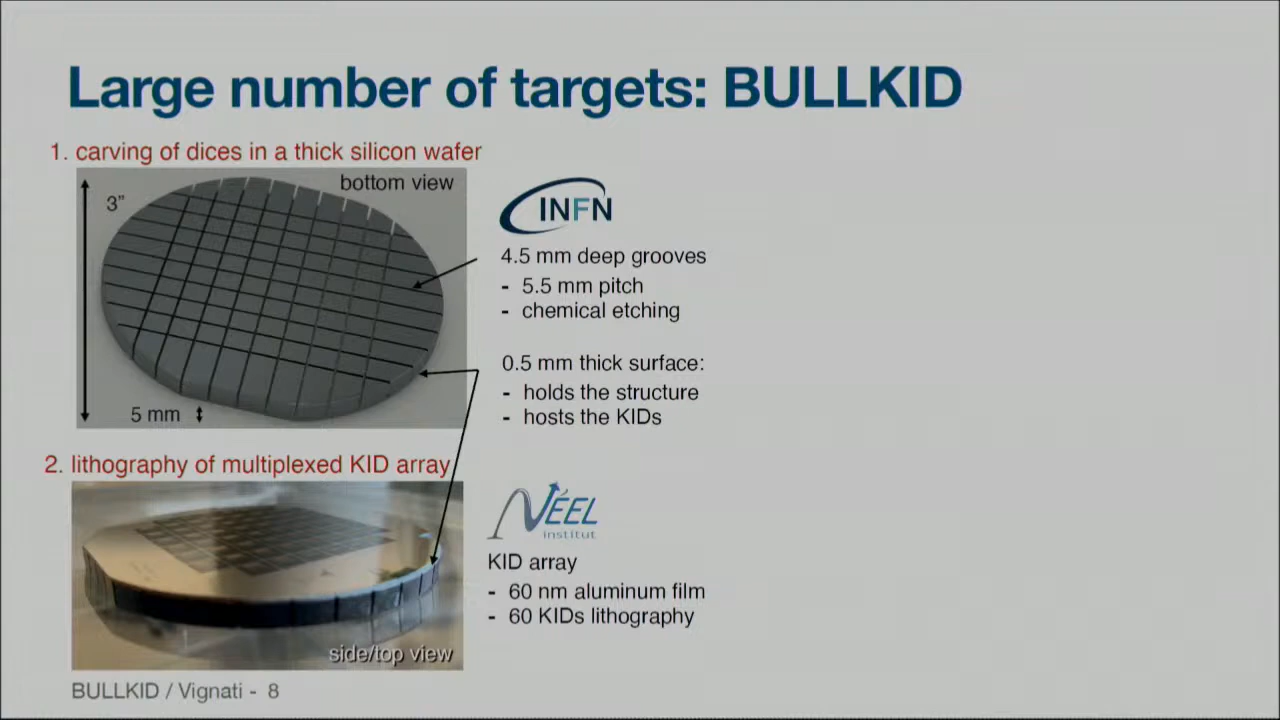 Large number of targets: BULLKID
1. carving of dices in a thick silicon wafer
bottom view
3”
5 mm
INFN
4.5 mm deep grooves
- 5.5 mm pitch
- chemical etching
0.5 mm thick surface:
- holds the structure
- hosts the KIDs
2. lithography of multiplexed KID array
side/top view
NÉEL
institut
KID array
- 60 nm aluminum film
- 60 KIDs lithography
BULLKID / Vignati - 8